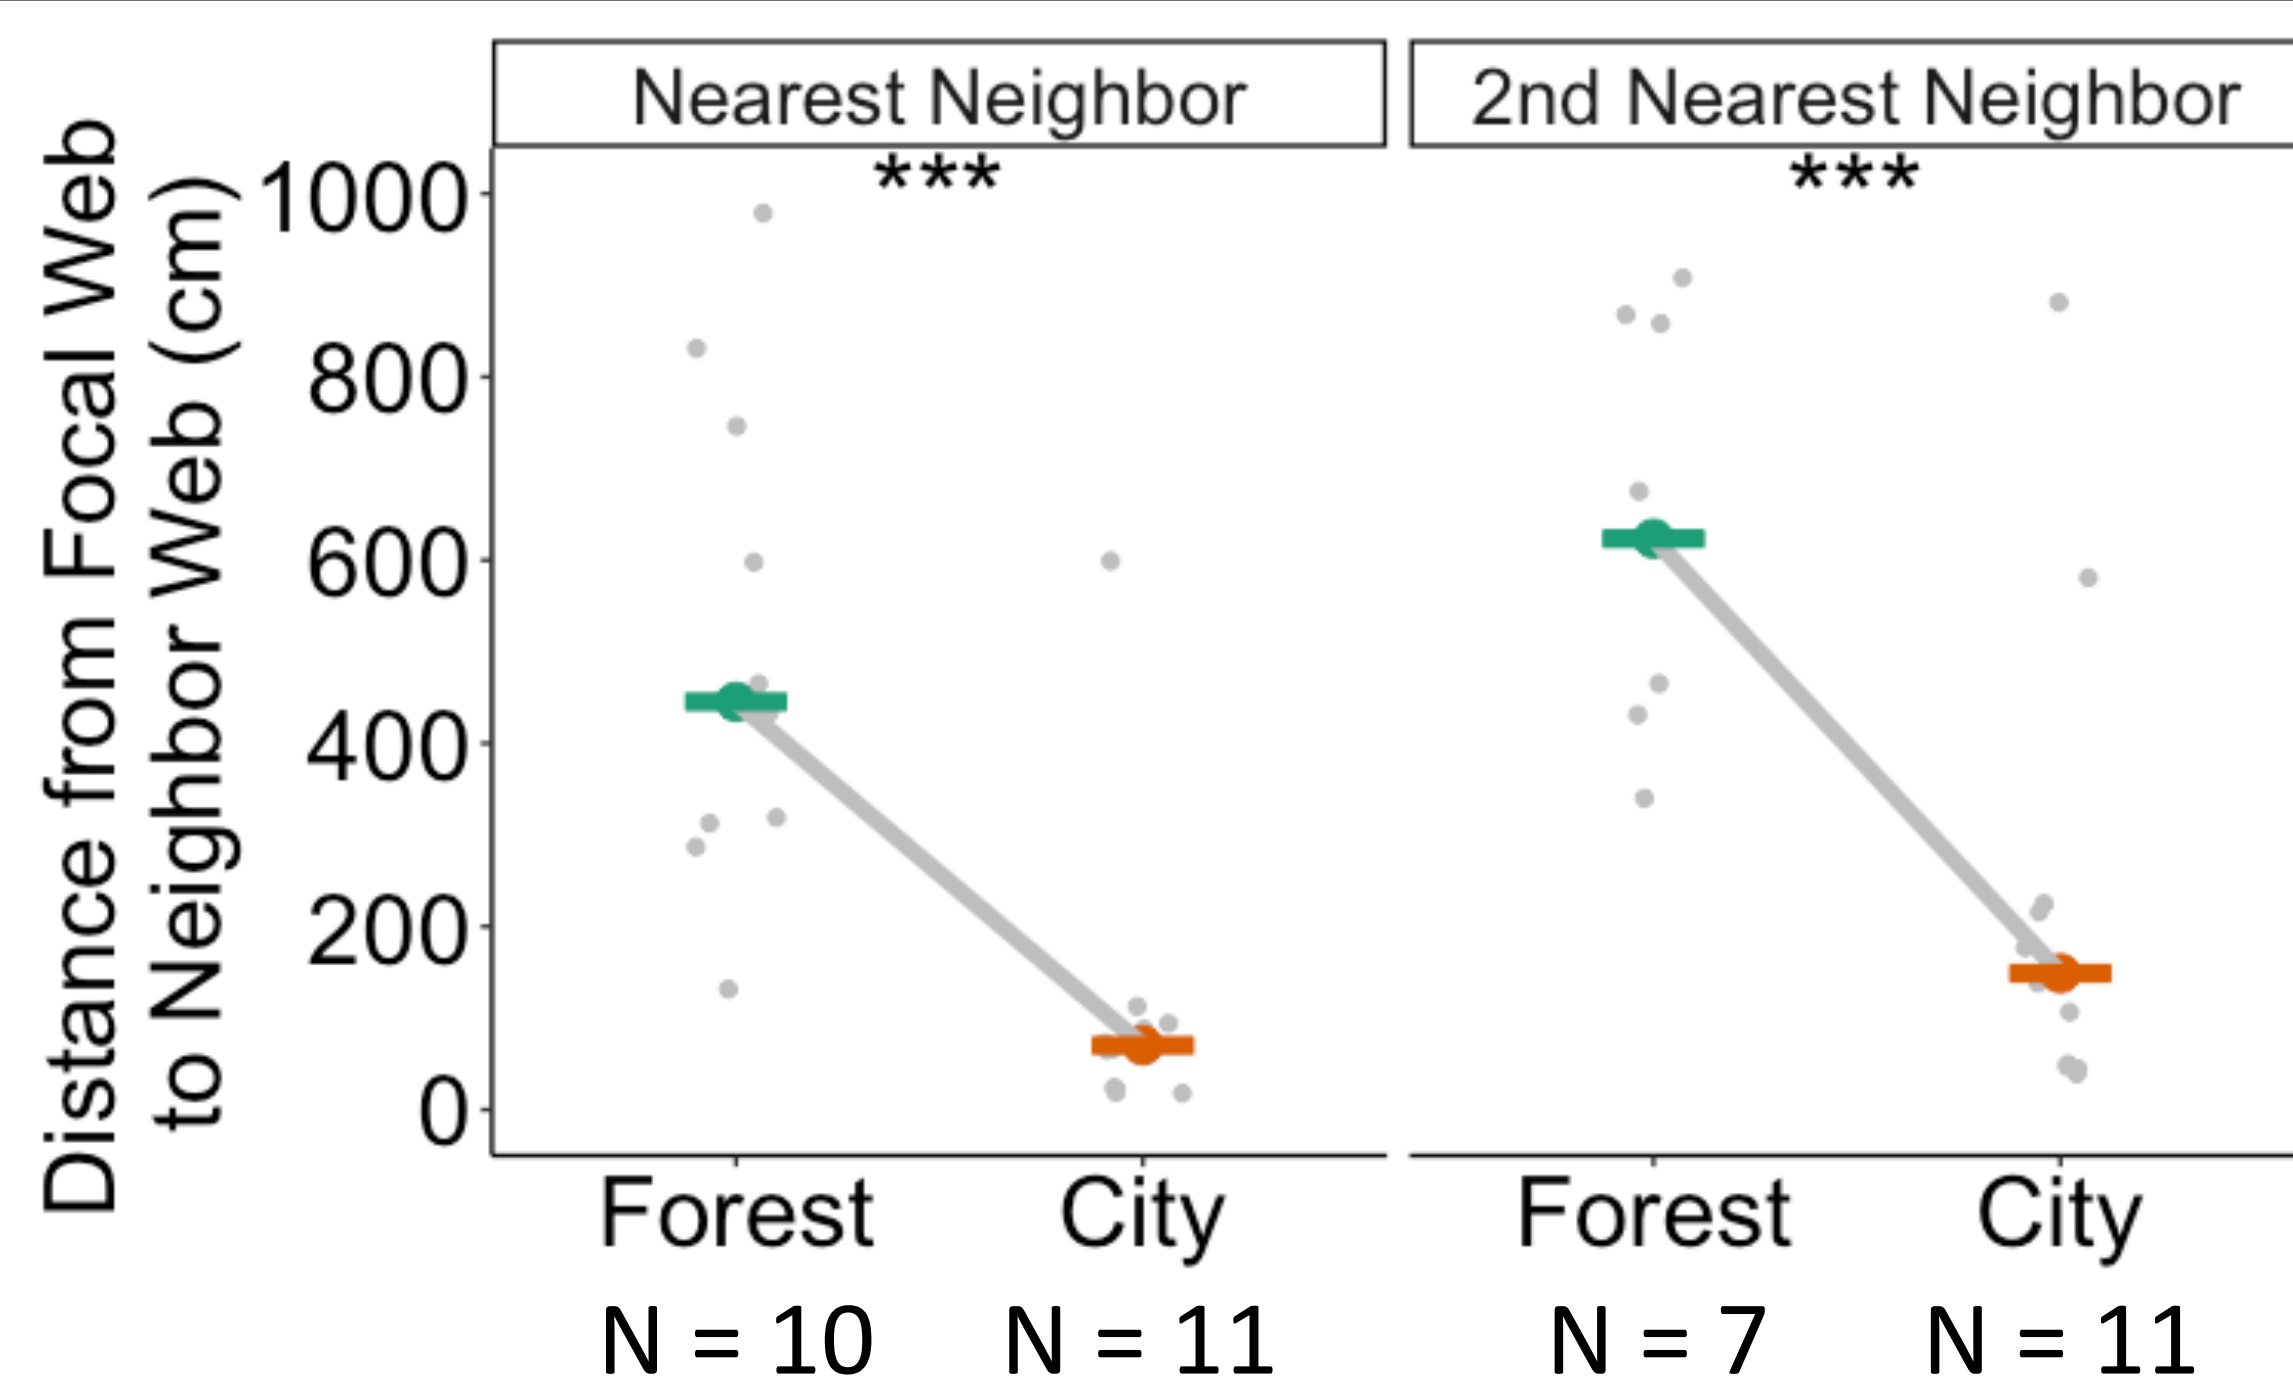 Nearest Neighbor
2nd Nearest Neighbor
***
***
Distance from Focal Web
to Neighbor Web (cm)
1000
800
600
400
200
0
Forest
City
Forest
City
N = 10
N = 11
N = 7
N = 11